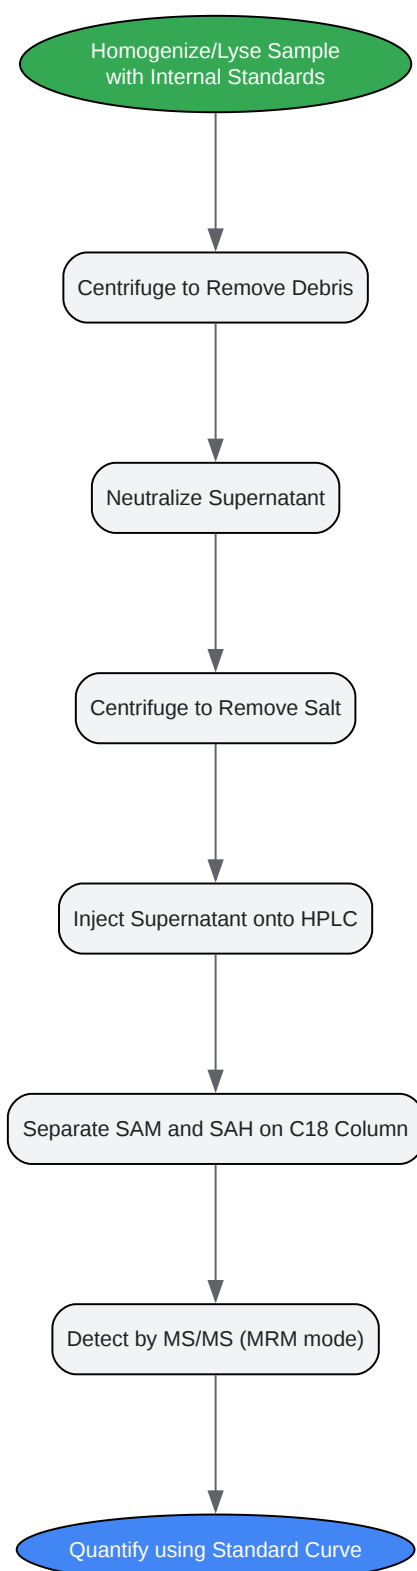 Homogenize/Lyse Sample
with Internal Standards
Centrifuge to Remove Debris
Neutralize Supernatant
Centrifuge to Remove Salt
Inject Supernatant onto HPLC
Separate SAM and SAH on C18 Column
Detect by MS/MS (MRM mode)
Quantify using Standard Curve